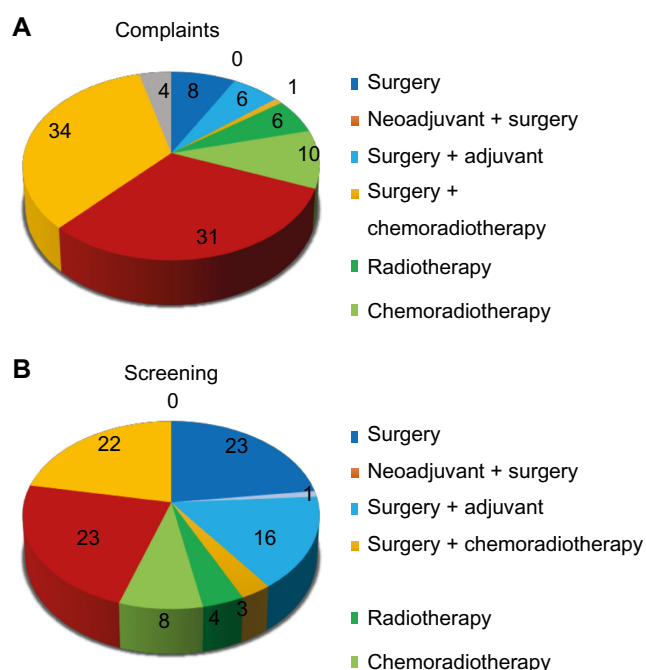 A
Complaints
0
1
4
8
6
6
34
10
31
Surgery
Neoadjuvant + surgery
Surgery + adjuvant
Surgery +
chemoradiotherapy
Radiotherapy
Chemoradiotherapy
B
Screening
0
22
23
1
23
16
3
4
8
Surgery
Neoadjuvant + surgery
Surgery + adjuvant
Surgery + chemoradiotherapy
Radiotherapy
Chemoradiotherapy